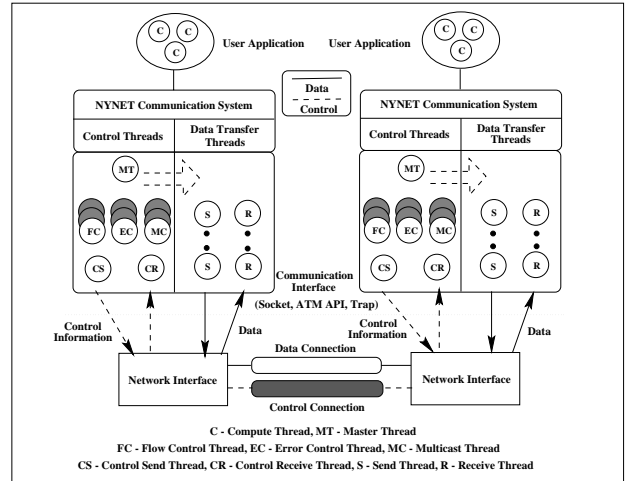 C C
C
User Application
User Application
C C
C
Data
Control
NYNET Communication System
Control Threads
Data Transfer
Threads
MT
FC EC MC
CS CR
S R
S R
NYNET Communication System
Control Threads
Data Transfer
Threads
MT
FC EC MC
CS CR
S R
S R
Communication
Interface
(Socket, ATM API, Trap)
Control
Information
Data
Control
Information
Data
Network Interface
Data Connection
Control Connection
Network Interface
C - Compute Thread, MT - Master Thread
FC - Flow Control Thread, EC - Error Control Thread, MC - Multicast Thread
CS - Control Send Thread, CR - Control Receive Thread, S - Send Thread, R - Receive Thread